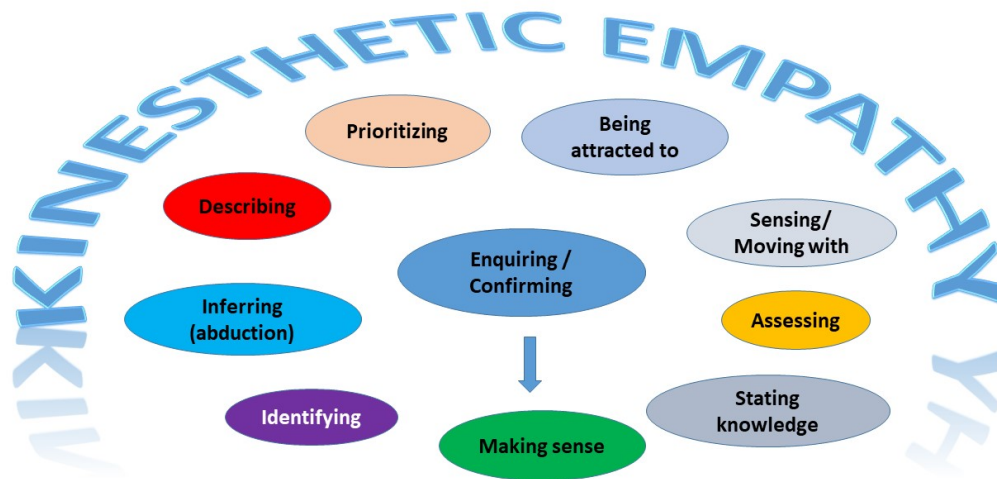 KINESTHETIC EMPATHY
Prioritizing
Being
attracted to
Describing
Sensing/
Moving with
Enquiring /
Confirming
Inferring
(abduction)
Assessing
Identifying
Stating
knowledge
Making sense